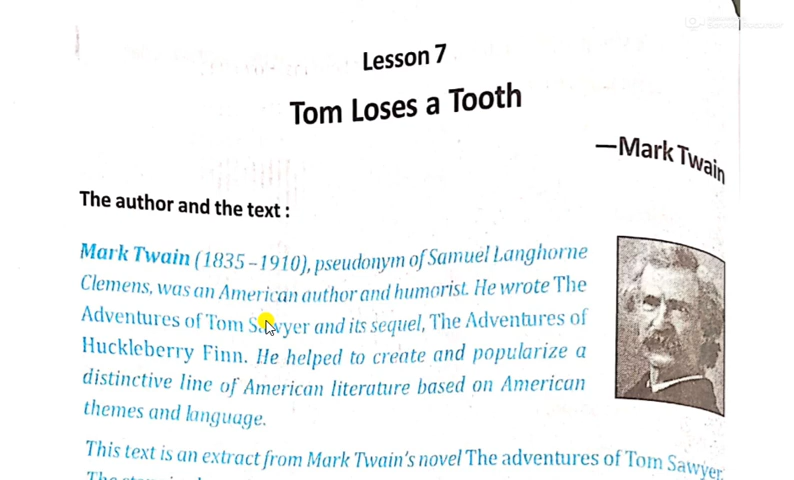 Lesson 7
Tom Loses a Tooth
—Mark Twain
The author and the text :
Mark Twain (1835 – 1910), pseudonym of Samuel Langhorne
Clemens, was an American author and humorist. He wrote The
Adventures of Tom Sawyer and its sequel, The Adventures of
Huckleberry Finn. He helped to create and popularize a
distinctive line of American literature based on American
themes and language.
This text is an extract from Mark Twain's novel The adventures of Tom Sawyer.